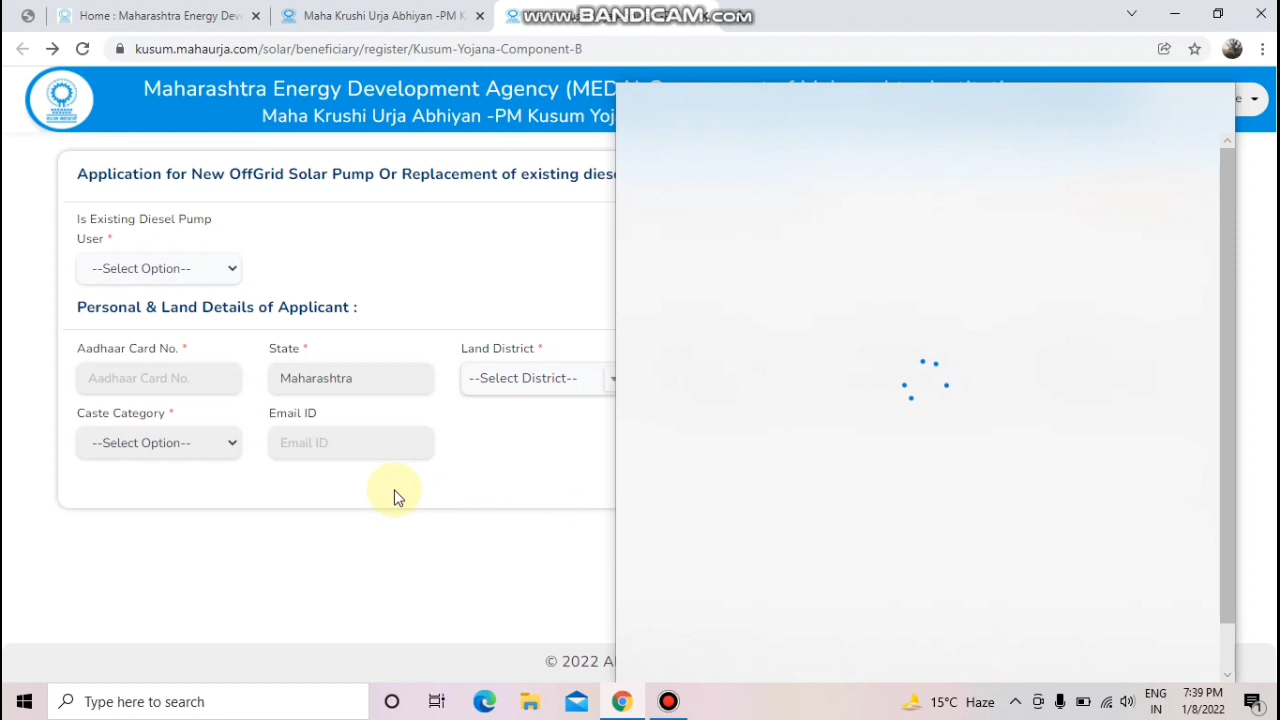 Home : Maharashtra Energy Dev
Maha Krushi Urja Abhiyan -PM K
www.BANDICAM.com
kusum.mahaurja.com/solar/beneficiary/register/Kusum-Yojana-Component-B
Maharashtra Energy Development Agency (MED
Maha Krushi Urja Abhiyan -PM Kusum Yoj
e
Application for New OffGrid Solar Pump Or Replacement of existing diese
Is Existing Diesel Pump
User *
--Select Option--
Personal & Land Details of Applicant :
Aadhaar Card No. * State * Land District *
Aadhaar Card No. Maharashtra --Select District--
Caste Category * Email ID
--Select Option-- Email ID
© 2022 A
Type here to search
15°C Haze
ENG
IN
7:39 PM
1/8/2022
1